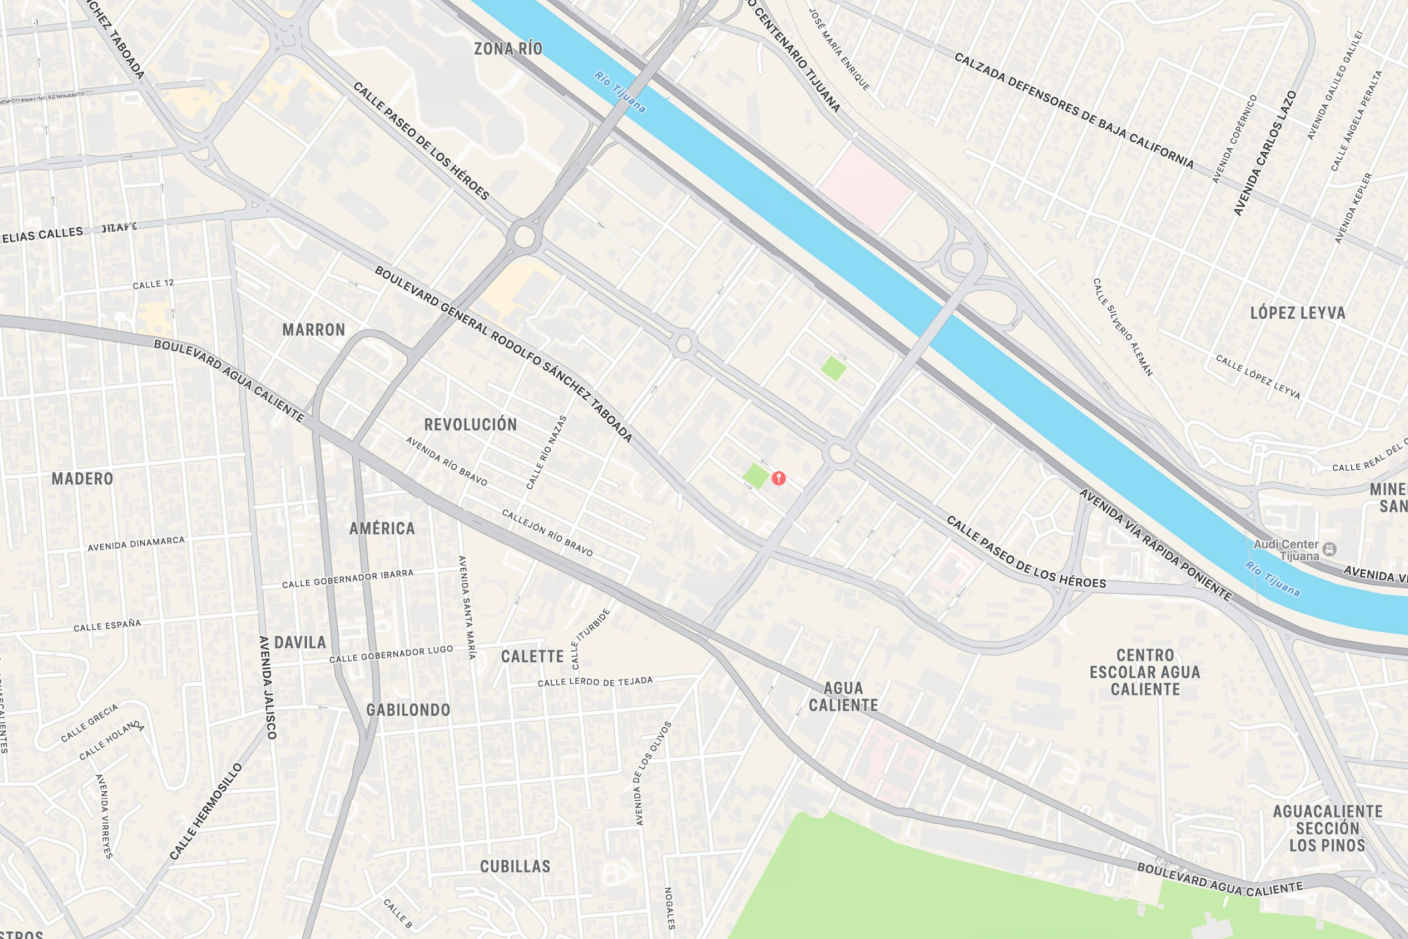 CHEZ TABOADA
ZONA RÍO
Río Tijuana
O CENTENARIO TIJUANA
JOSÉ MARÍA ENRIQUE
CALZADA DEFENSORES DE BAJA CALIFORNIA
AVENIDA COPÉRNICO
AVENIDA CARLOS LAZO
AVENIDA GALILEO GALILEI
CALLE ÁNGELA PERALTA
AVENIDA KEPLER
CALLE PASEO DE LOS HÉROES
ELIAS CALLES
CALLE 12
MARRON
BOULEVARD GENERAL RODOLFO SÁNCHEZ TABOADA
BOULEVARD AGUA CALIENTE
CALLE SILVERIO ALEMÁN
LÓPEZ LEYVA
CALLE LÓPEZ LEYVA
REVOLUCIÓN
AVENIDA RÍO BRAVO
CALLE RÍO NAZAS
MADERO
CALLE REAL DEL C
MINE
SAN
AMÉRICA
CALLEJÓN RÍO BRAVO
AVENIDA DINAMARCA
CALLE PASEO DE LOS HÉROES
AVENIDA VÍA RÁPIDA PONIENTE
Audi Center
Tijuana
Río Tijuana
AVENIDA V
CALLE GOBERNADOR IBARRA
AVENIDA SANTA MARÍA
CALLE ESPAÑA
DAVILA
AVENIDA JALISCO
CALLE GOBERNADOR LUGO
CALETTE
CALLE ITURBIDE
CALLE LERDO DE TEJADA
CENTRO
ESCOLAR AGUA
CALIENTE
AGUA
CALIENTE
GABILONDO
CALLE GRECIA
CALLE HOLANDA
AGUASCALIENTES
AVENIDA VIRREYES
CALLE HERMOSILLO
AVENIDA DE LOS OLIVOS
CUBILLAS
CALLE B
NOGALES
AGUACALIENTE
SECCIÓN
LOS PINOS
BOULEVARD AGUA CALIENTE
STROS